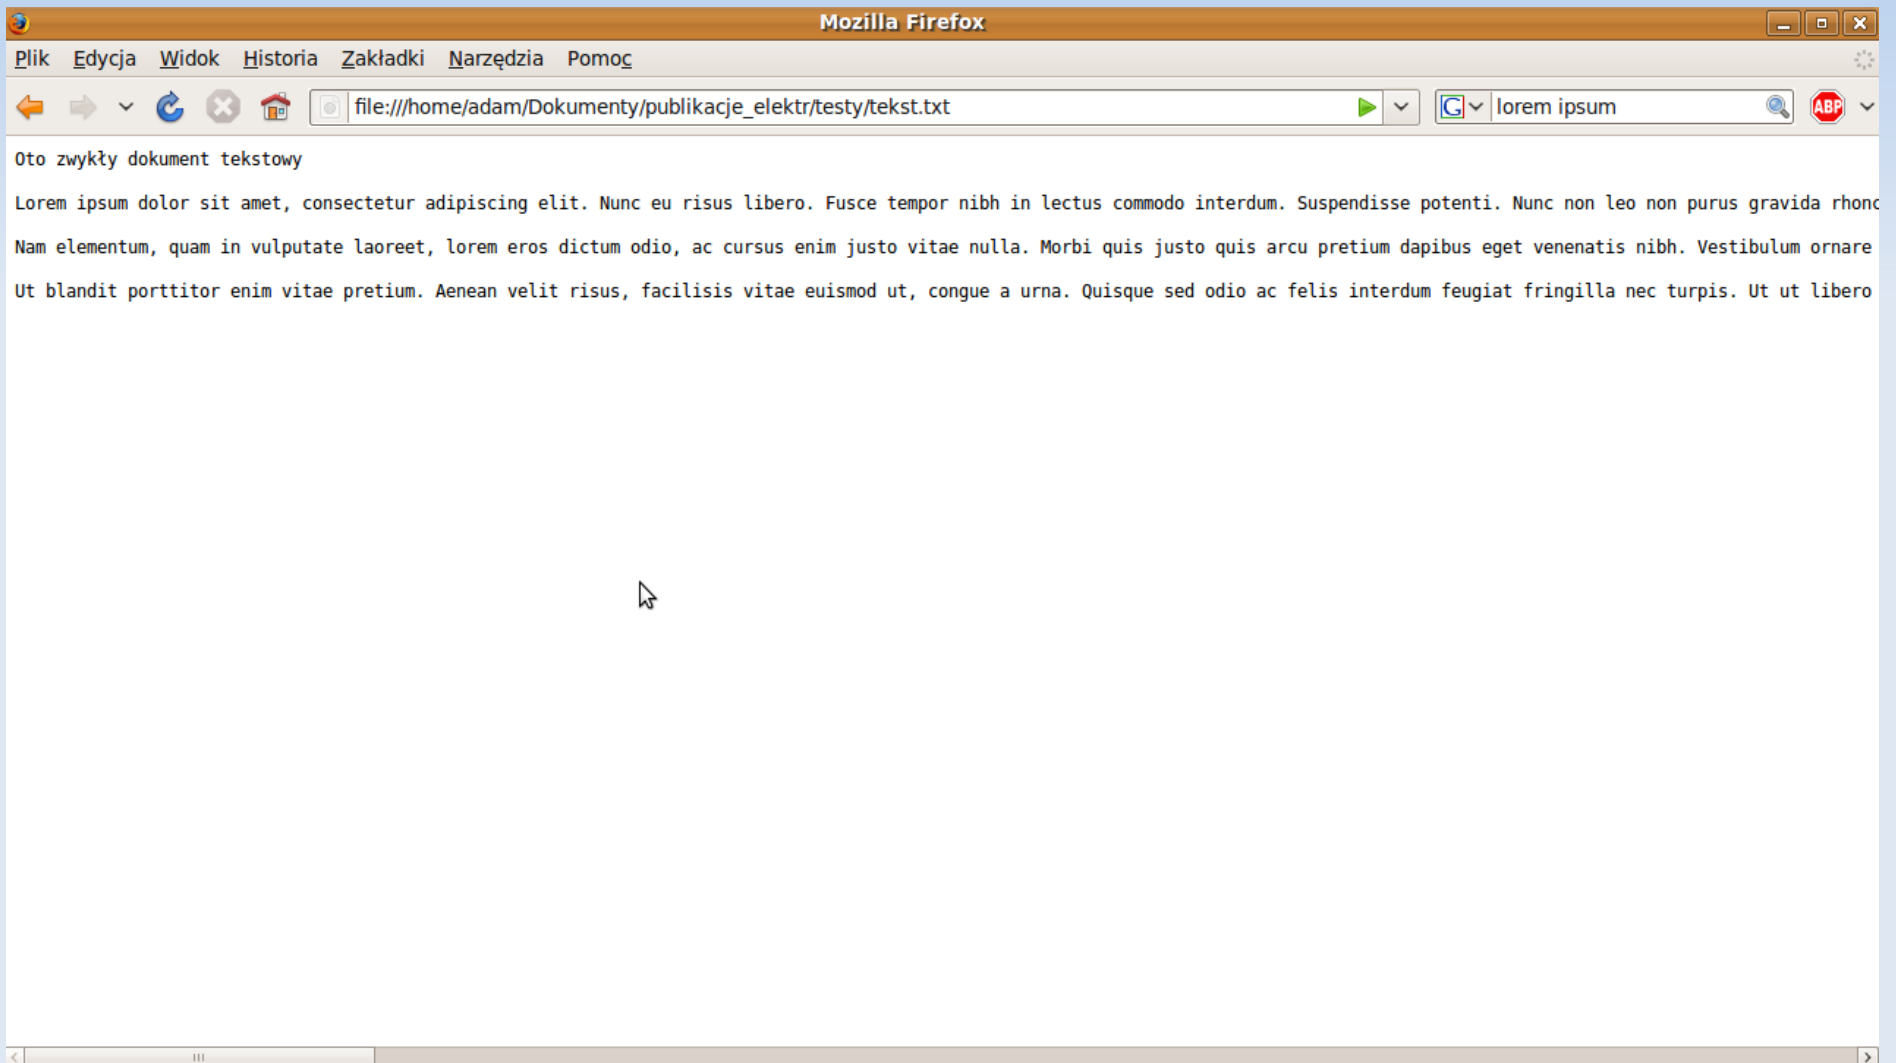 Mozilla Firefox
Plik Edycja Widok Historia Zakładki Narzędzia Pomoc
file:///home/adam/Dokumenty/publikacje_elektr/testy/tekst.txt G lorem ipsum ABP
Oto zwykły dokument tekstowy
Lorem ipsum dolor sit amet, consectetur adipiscing elit. Nunc eu risus libero. Fusce tempor nibh in lectus commodo interdum. Suspendisse potenti. Nunc non leo non purus gravida rhonc
Nam elementum, quam in vulputate laoreet, lorem eros dictum odio, ac cursus enim justo vitae nulla. Morbi quis justo quis arcu pretium dapibus eget venenatis nibh. Vestibulum ornare
Ut blandit porttitor enim vitae pretium. Aenean velit risus, facilisis vitae euismod ut, congue a urna. Quisque sed odio ac felis interdum feugiat fringilla nec turpis. Ut ut libero